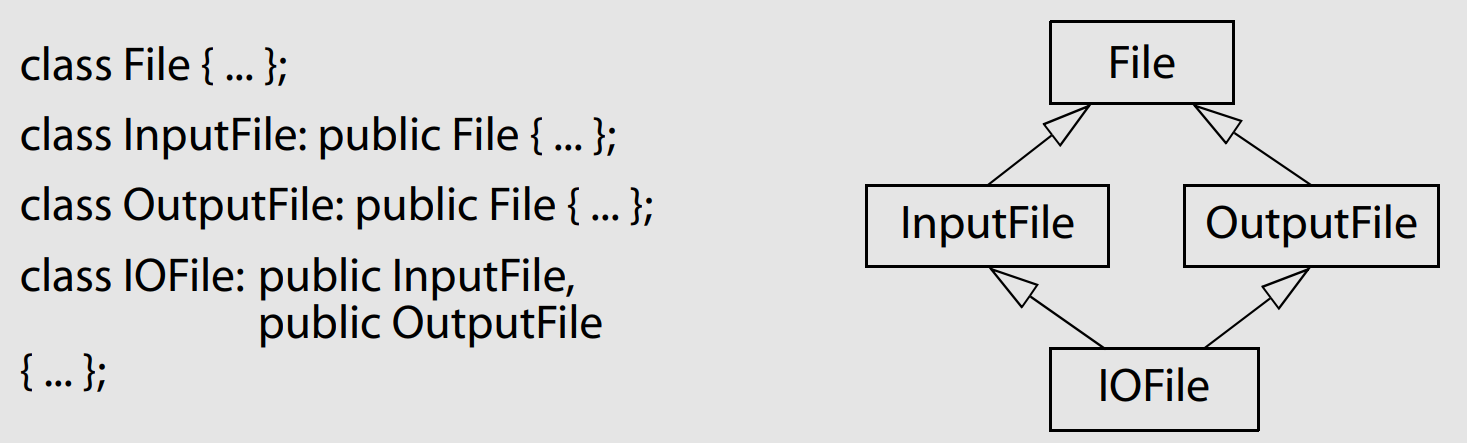 class File { ... };
class InputFile: public File { ... };
class OutputFile: public File { ... };
class IOFile: public InputFile,
public OutputFile
{ ... };
File
InputFile
OutputFile
IOFile